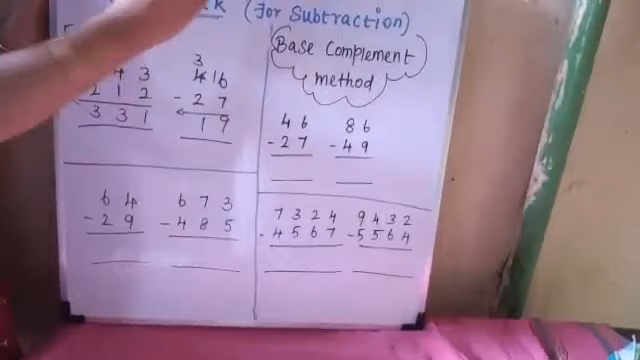 (For Subtraction)
Base Complement
method
3
4 3
4 16
2 1 2
- 2 7
3 3 1
1 9
4 6
8 6
- 2 7
- 4 9
6 4
6 7 3
- 2 9
- 4 8 5
7 3 2 4
9 4 3 2
- 4 5 6 7
- 5 5 6 4